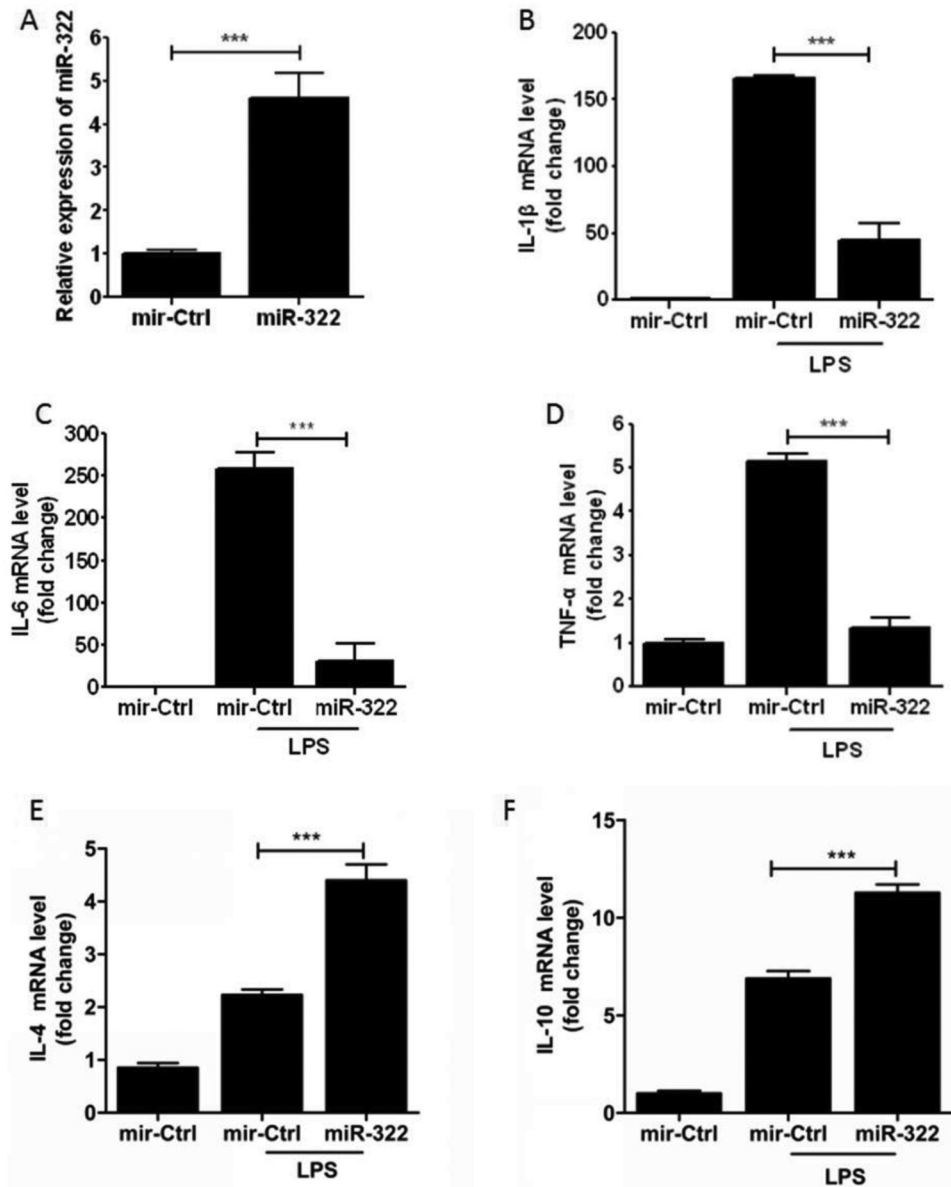 A
Relative expression of miR-322
6
5
4
3
2
1
0
***
mir-Ctrl miR-322
B
IL-1β mRNA level
(fold change)
200
150
100
50
0
***
mir-Ctrl mir-Ctrl miR-322
LPS
C
IL-6 mRNA level
(fold change)
300
250
200
150
100
50
0
***
mir-Ctrl mir-Ctrl miR-322
LPS
D
TNF-α mRNA level
(fold change)
6
5
4
3
2
1
0
***
mir-Ctrl mir-Ctrl miR-322
LPS
E
IL-4 mRNA level
(fold change)
5
4
3
2
1
0
***
mir-Ctrl mir-Ctrl miR-322
LPS
F
IL-10 mRNA level
(fold change)
15
10
5
0
***
mir-Ctrl mir-Ctrl miR-322
LPS